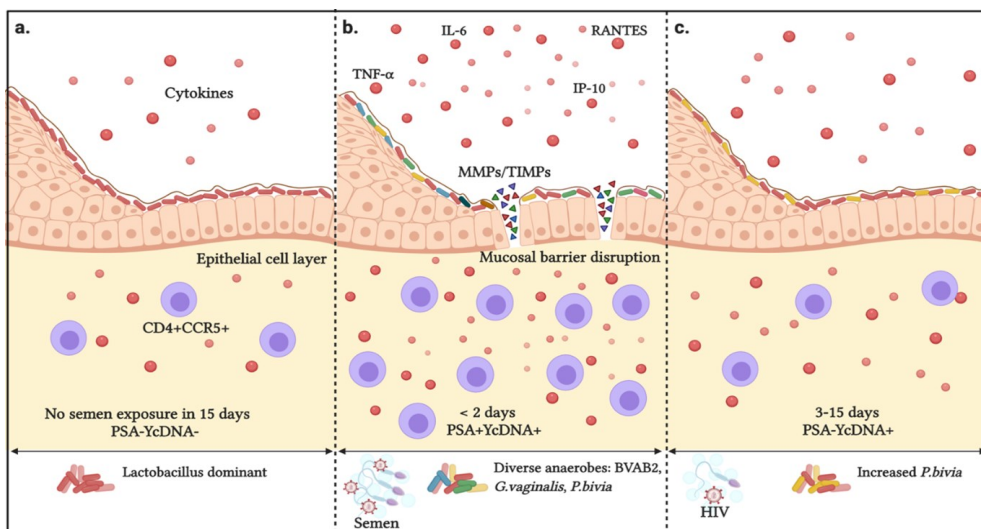 a.
Cytokines
Epithelial cell layer
CD4+CCR5+
No semen exposure in 15 days
PSA-YcDNA-
Lactobacillus dominant
b.
IL-6
RANTES
TNF-α
IP-10
MMPs/TIMPs
Mucosal barrier disruption
< 2 days
PSA+YcDNA+
Semen
Diverse anaerobes: BVAB2,
G.vaginalis, P.bivia
c.
3-15 days
PSA-YcDNA+
HIV
Increased P.bivia